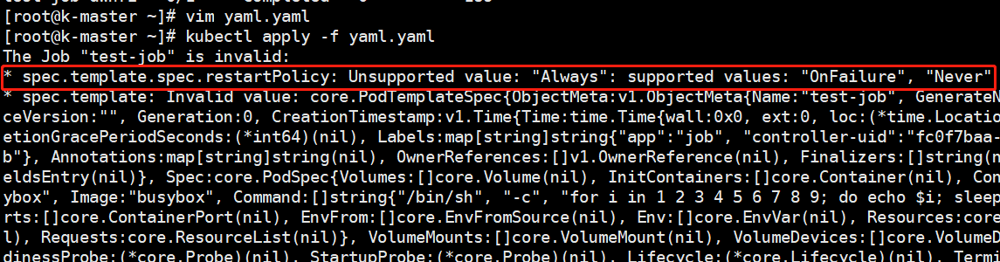 [root@k-master ~]# vim yaml.yaml
[root@k-master ~]# kubectl apply -f yaml.yaml
The Job "test-job" is invalid:
* spec.template.spec.restartPolicy: Unsupported value: "Always": supported values: "OnFailure", "Never"
* spec.template: Invalid value: core.PodTemplateSpec{ObjectMeta:v1.ObjectMeta{Name:"test-job", GenerateN
ceVersion:"", Generation:0, CreationTimestamp:v1.Time{Time:time.Time{wall:0x0, ext:0, loc:(*time.Locatio
etionGracePeriodSeconds:(*int64)(nil), Labels:map[string]string{"app":"job", "controller-uid":"fc0f7baa-
b"}, Annotations:map[string]string(nil), OwnerReferences:[]v1.OwnerReference(nil), Finalizers:[]string(n
eldsEntry(nil)}, Spec:core.PodSpec{Volumes:[]core.Volume(nil), InitContainers:[]core.Container(nil), Con
ybox", Image:"busybox", Command:[]string{"/bin/sh", "-c", "for i in 1 2 3 4 5 6 7 8 9; do echo $i; sleep
rts:[]core.ContainerPort(nil), EnvFrom:[]core.EnvFromSource(nil), Env:[]core.EnvVar(nil), Resources:core
l), Requests:core.ResourceList(nil)}, VolumeMounts:[]core.VolumeMount(nil), VolumeDevices:[]core.VolumeD
dinessProbe:(*core.Probe)(nil), StartupProbe:(*core.Probe)(nil), Lifecycle:(*core.Lifecycle)(nil), Termi